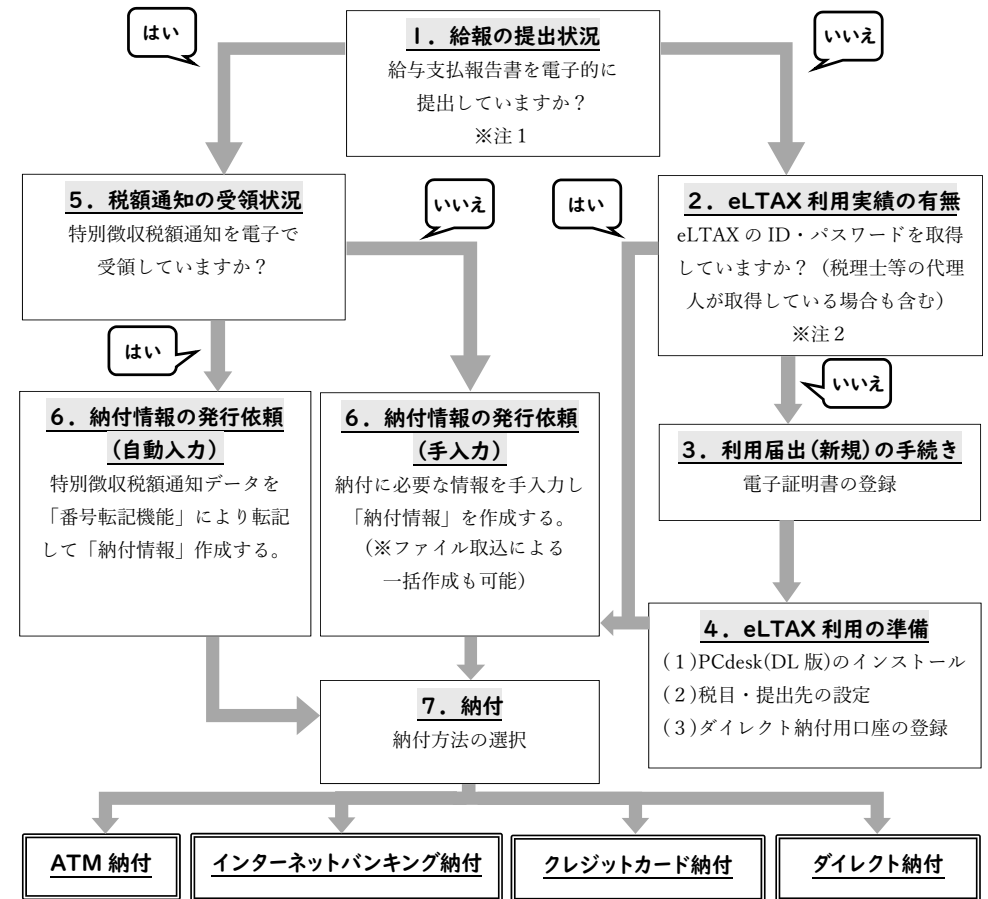 はい
1．給報の提出状況
給与支払報告書を電子的に
提出していますか？
※注１
いいえ
5．税額通知の受領状況
特別徴収税額通知を電子で
受領していますか？
いいえ
はい
2．eLTAX 利用実績の有無
eLTAX の ID・パスワードを取得
していますか？（税理士等の代理
人が取得している場合も含む）
※注２
はい
いいえ
6．納付情報の発行依頼
（自動入力）
特別徴収税額通知データを
「番号転記機能」により転記
して「納付情報」作成する。
6．納付情報の発行依頼
（手入力）
納付に必要な情報を手入力し
「納付情報」を作成する。
（※ファイル取込による
一括作成も可能）
3．利用届出（新規）の手続き
電子証明書の登録
4．eLTAX 利用の準備
（１）PCdesk(DL 版)のインストール
（２）税目・提出先の設定
（３）ダイレクト納付用口座の登録
7．納付
納付方法の選択
ATM 納付
インターネットバンキング納付
クレジットカード納付
ダイレクト納付